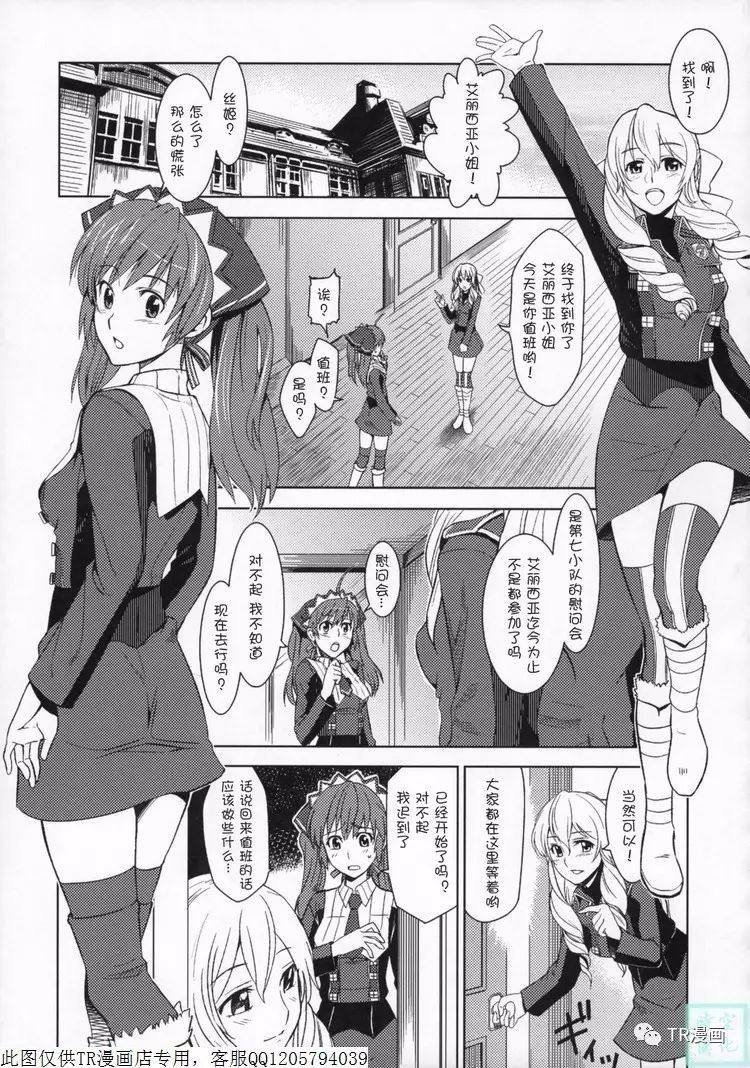 啊！
找到了！
艾丽西亚小姐！
丝姬？
怎么了
那么的慌张
终于找到你了
艾丽西亚小姐
今天是你值班哟！
诶？
值班？
是吗？
是第七小队的慰问会
艾丽西亚迄今为止
不是都参加了吗
慰问会…
对不起 我不知道
现在去行吗？
当然可以！
大家都在这里
等着哟
已经开始了吗？
对不起
我迟到了
话说回来值班的话
应该做些什么…
ギィ
TR漫画
此图仅供TR漫画店专用，客服QQ1205794039